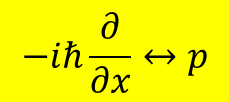 −iħ ∂/∂x ↔ p